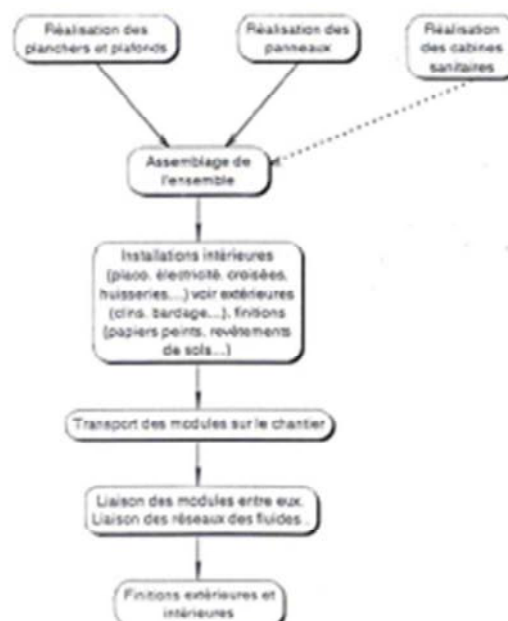 Réalisation des
planchers et plafonds
Réalisation des
panneaux
Réalisation
des cabines
sanitaires
Assemblage de
l'ensemble
Installations intérieures
(placo, électricité, croisées,
huisseries,...) voir extérieures
(clins, bardage...), finitions
(papiers peints, revêtements
de sols...)
Transport des modules sur le chantier
Liaison des modules entre eux.
Liaison des réseaux des fluides .
Finitions extérieures et
intérieures